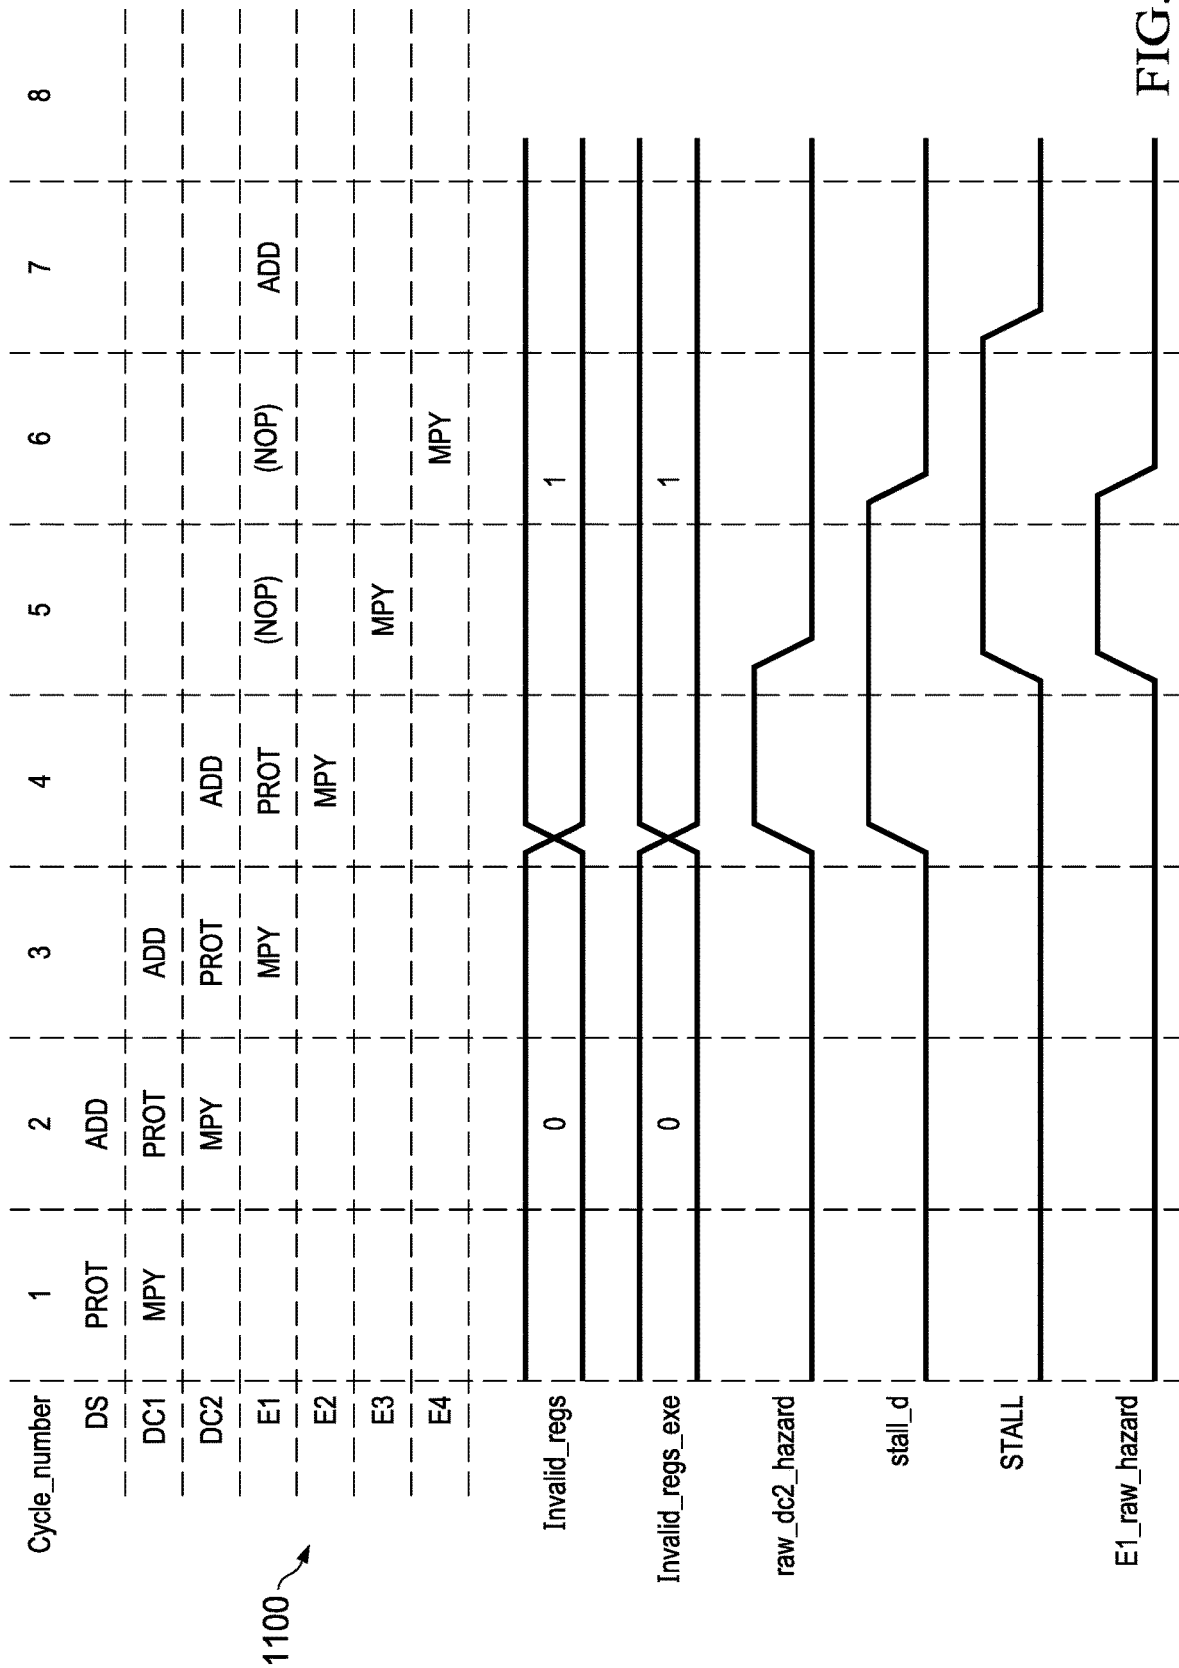 Cycle_number 1 2 3 4 5 6 7 8
DS PROT ADD
DC1 MPY PROT ADD
DC2 MPY PROT ADD
E1 MPY PROT (NOP) (NOP) ADD
E2 MPY
E3 MPY
E4 MPY
Invalid_regs 0 1
Invalid_regs_exe 0 1
raw_dc2_hazard
stall_d
STALL
E1_raw_hazard
1100
FIG.